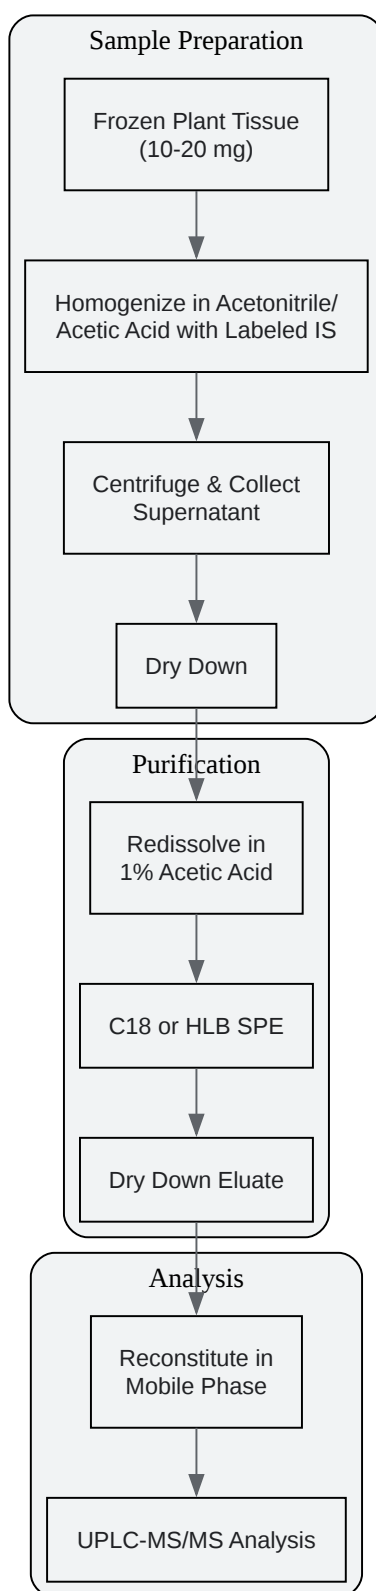 Sample Preparation
Frozen Plant Tissue
(10-20 mg)
Homogenize in Acetonitrile/
Acetic Acid with Labeled IS
Centrifuge & Collect
Supernatant
Dry Down
Purification
Redissolve in
1% Acetic Acid
C18 or HLB SPE
Dry Down Eluate
Analysis
Reconstitute in
Mobile Phase
UPLC-MS/MS Analysis